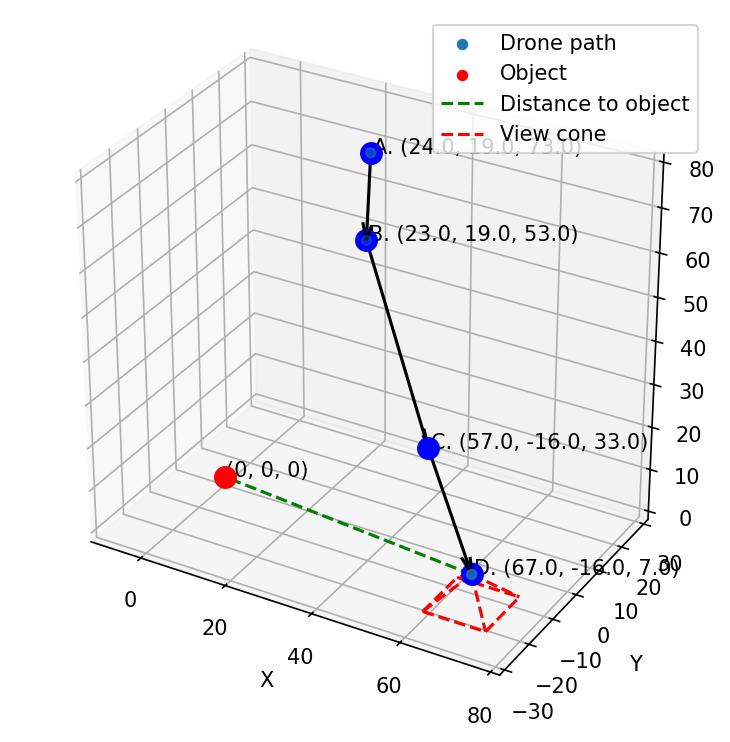 Drone path
Object
Distance to object
View cone
A. (24.0, 19.0, 73.0)
B. (23.0, 19.0, 53.0)
C. (57.0, -16.0, 33.0)
(0, 0, 0)
D. (67.0, -16.0, 7.0)
80
70
60
50
40
30
20
10
0
30
20
10
0
−10
−20
−30
Y
0
20
40
60
80
X